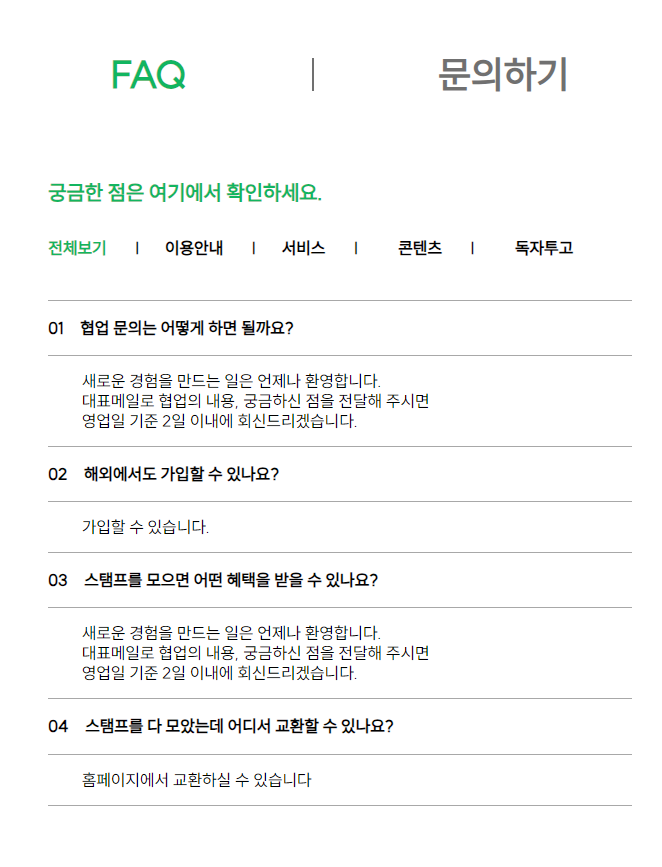 FAQ | 문의하기
궁금한 점은 여기에서 확인하세요.
전체보기 | 이용안내 | 서비스 | 콘텐츠 | 독자투고
01 협업 문의는 어떻게 하면 될까요?
새로운 경험을 만드는 일은 언제나 환영합니다.
대표메일로 협업의 내용, 궁금하신 점을 전달해 주시면
영업일 기준 2일 이내에 회신드리겠습니다.
02 해외에서도 가입할 수 있나요?
가입할 수 있습니다.
03 스탬프를 모으면 어떤 혜택을 받을 수 있나요?
새로운 경험을 만드는 일은 언제나 환영합니다.
대표메일로 협업의 내용, 궁금하신 점을 전달해 주시면
영업일 기준 2일 이내에 회신드리겠습니다.
04 스탬프를 다 모았는데 어디서 교환할 수 있나요?
홈페이지에서 교환하실 수 있습니다